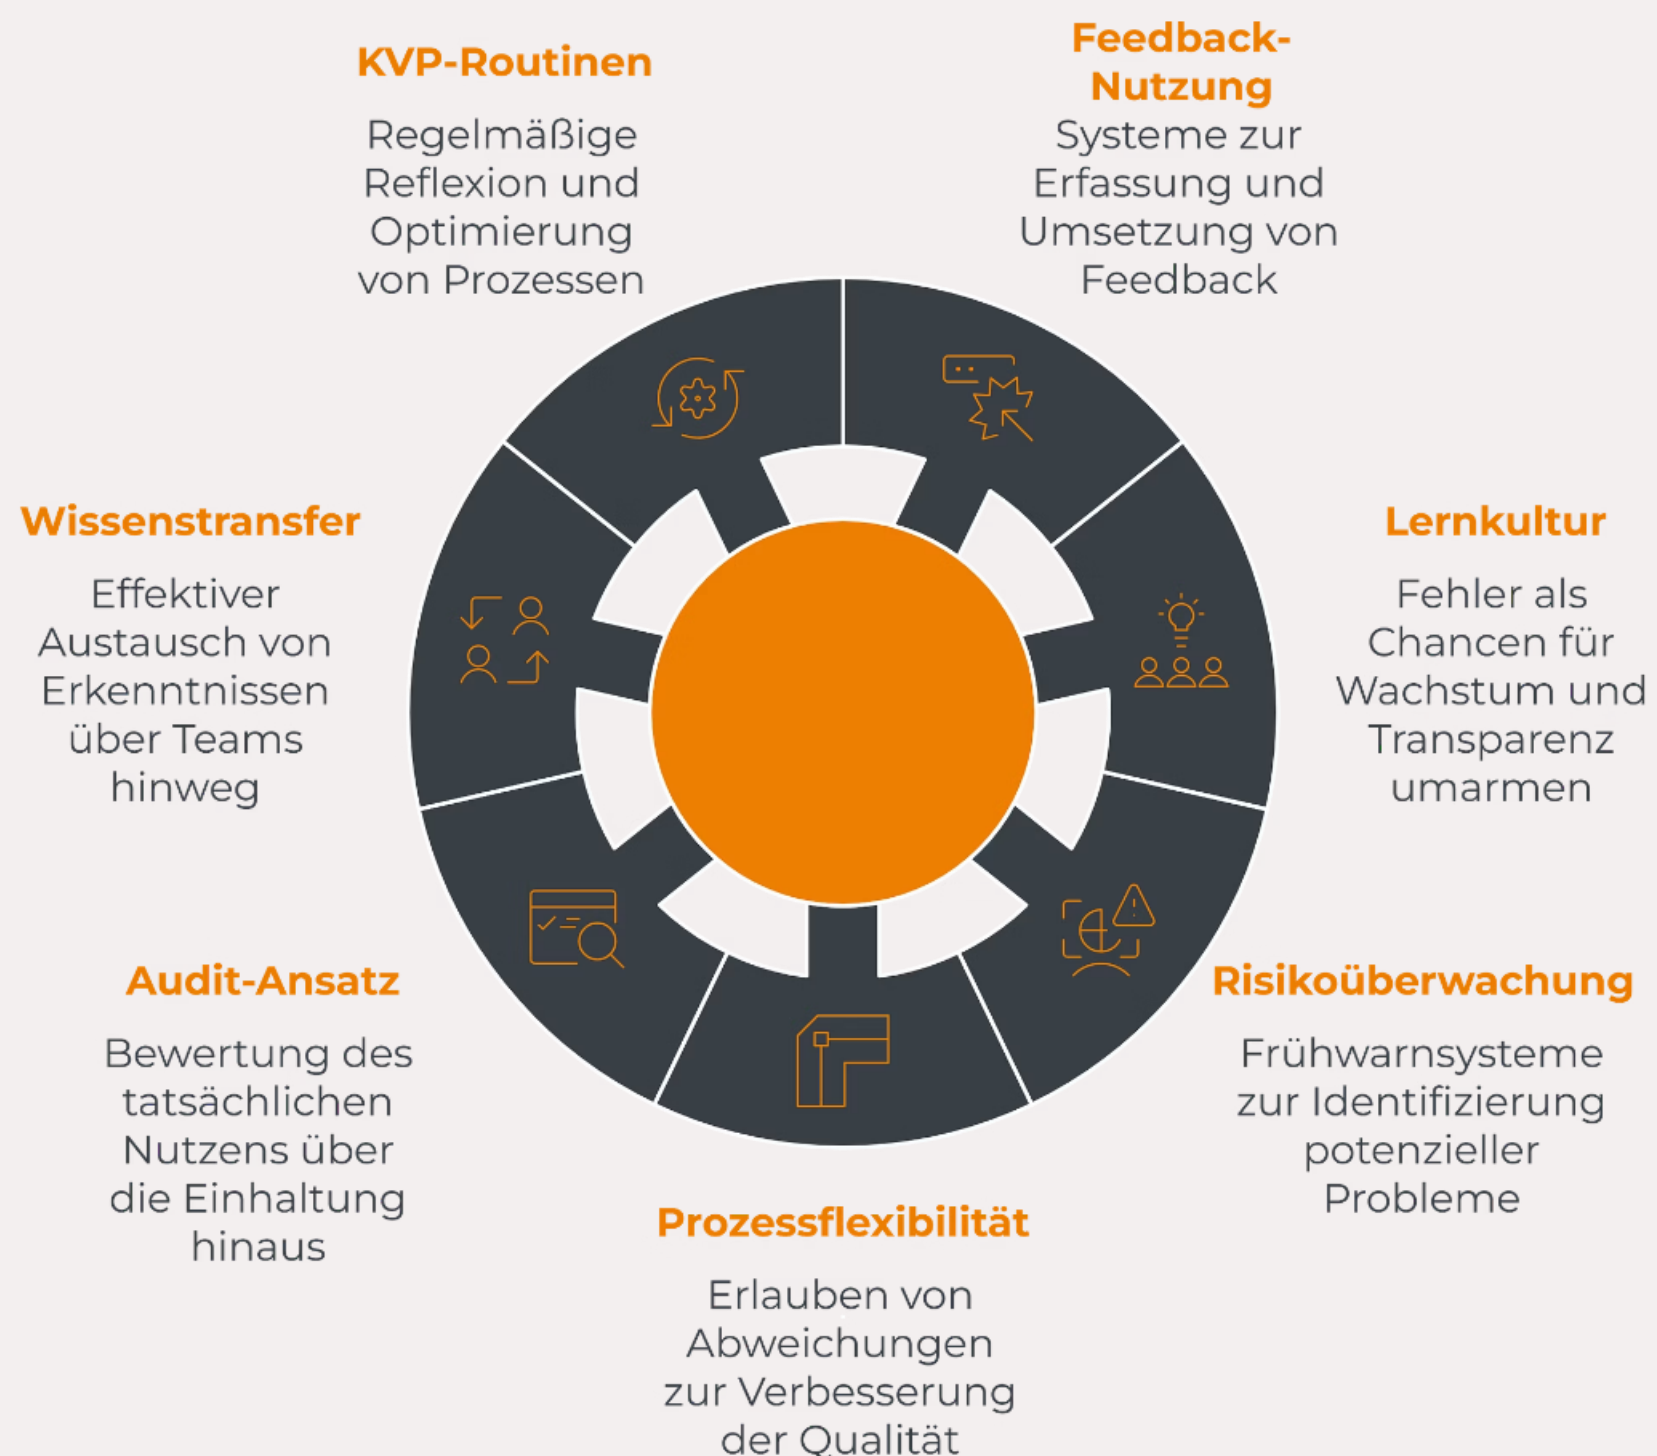 KVP-Routinen
Regelmäßige
Reflexion und
Optimierung
von Prozessen
Feedback-
Nutzung
Systeme zur
Erfassung und
Umsetzung von
Feedback
Wissenstransfer
Effektiver
Austausch von
Erkenntnissen
über Teams
hinweg
Lernkultur
Fehler als
Chancen für
Wachstum und
Transparenz
umarmen
Audit-Ansatz
Bewertung des
tatsächlichen
Nutzens über
die Einhaltung
hinaus
Risikoüberwachung
Frühwarnsysteme
zur Identifizierung
potenzieller
Probleme
Prozessflexibilität
Erlauben von
Abweichungen
zur Verbesserung
der Qualität